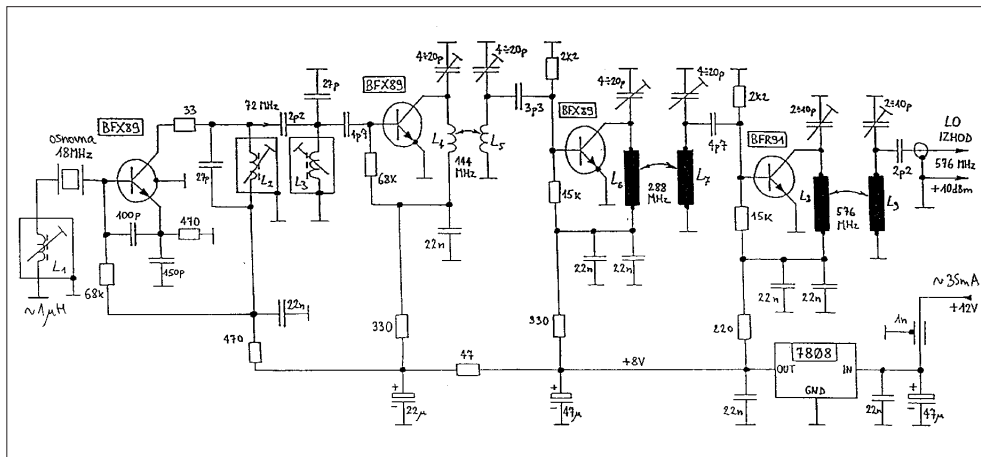 4÷20p
4÷20p
2k2
27p
BFX89
4÷20p
4÷20p
33
72 MHz
2p2
3p3
2k2
BFX89
4p7
BFX89
2÷10p
2÷10p
LO
IZHOD
576 MHz
+10dBm
osnovna
18MHz
L4
L5
4p7
BFR91
2p2
27p
L2
L3
68k
144
MHz
L6
L7
288
MHz
15k
15k
L8
L9
576
MHz
100p
470
22n
L1
150p
22n
22n
22n
22n
~35mA
+12V
68k
~1µH
22n
1n
470
330
330
220
7808
47
+8V
OUT
IN
GND
22µ
47µ
22n
22n
47µ